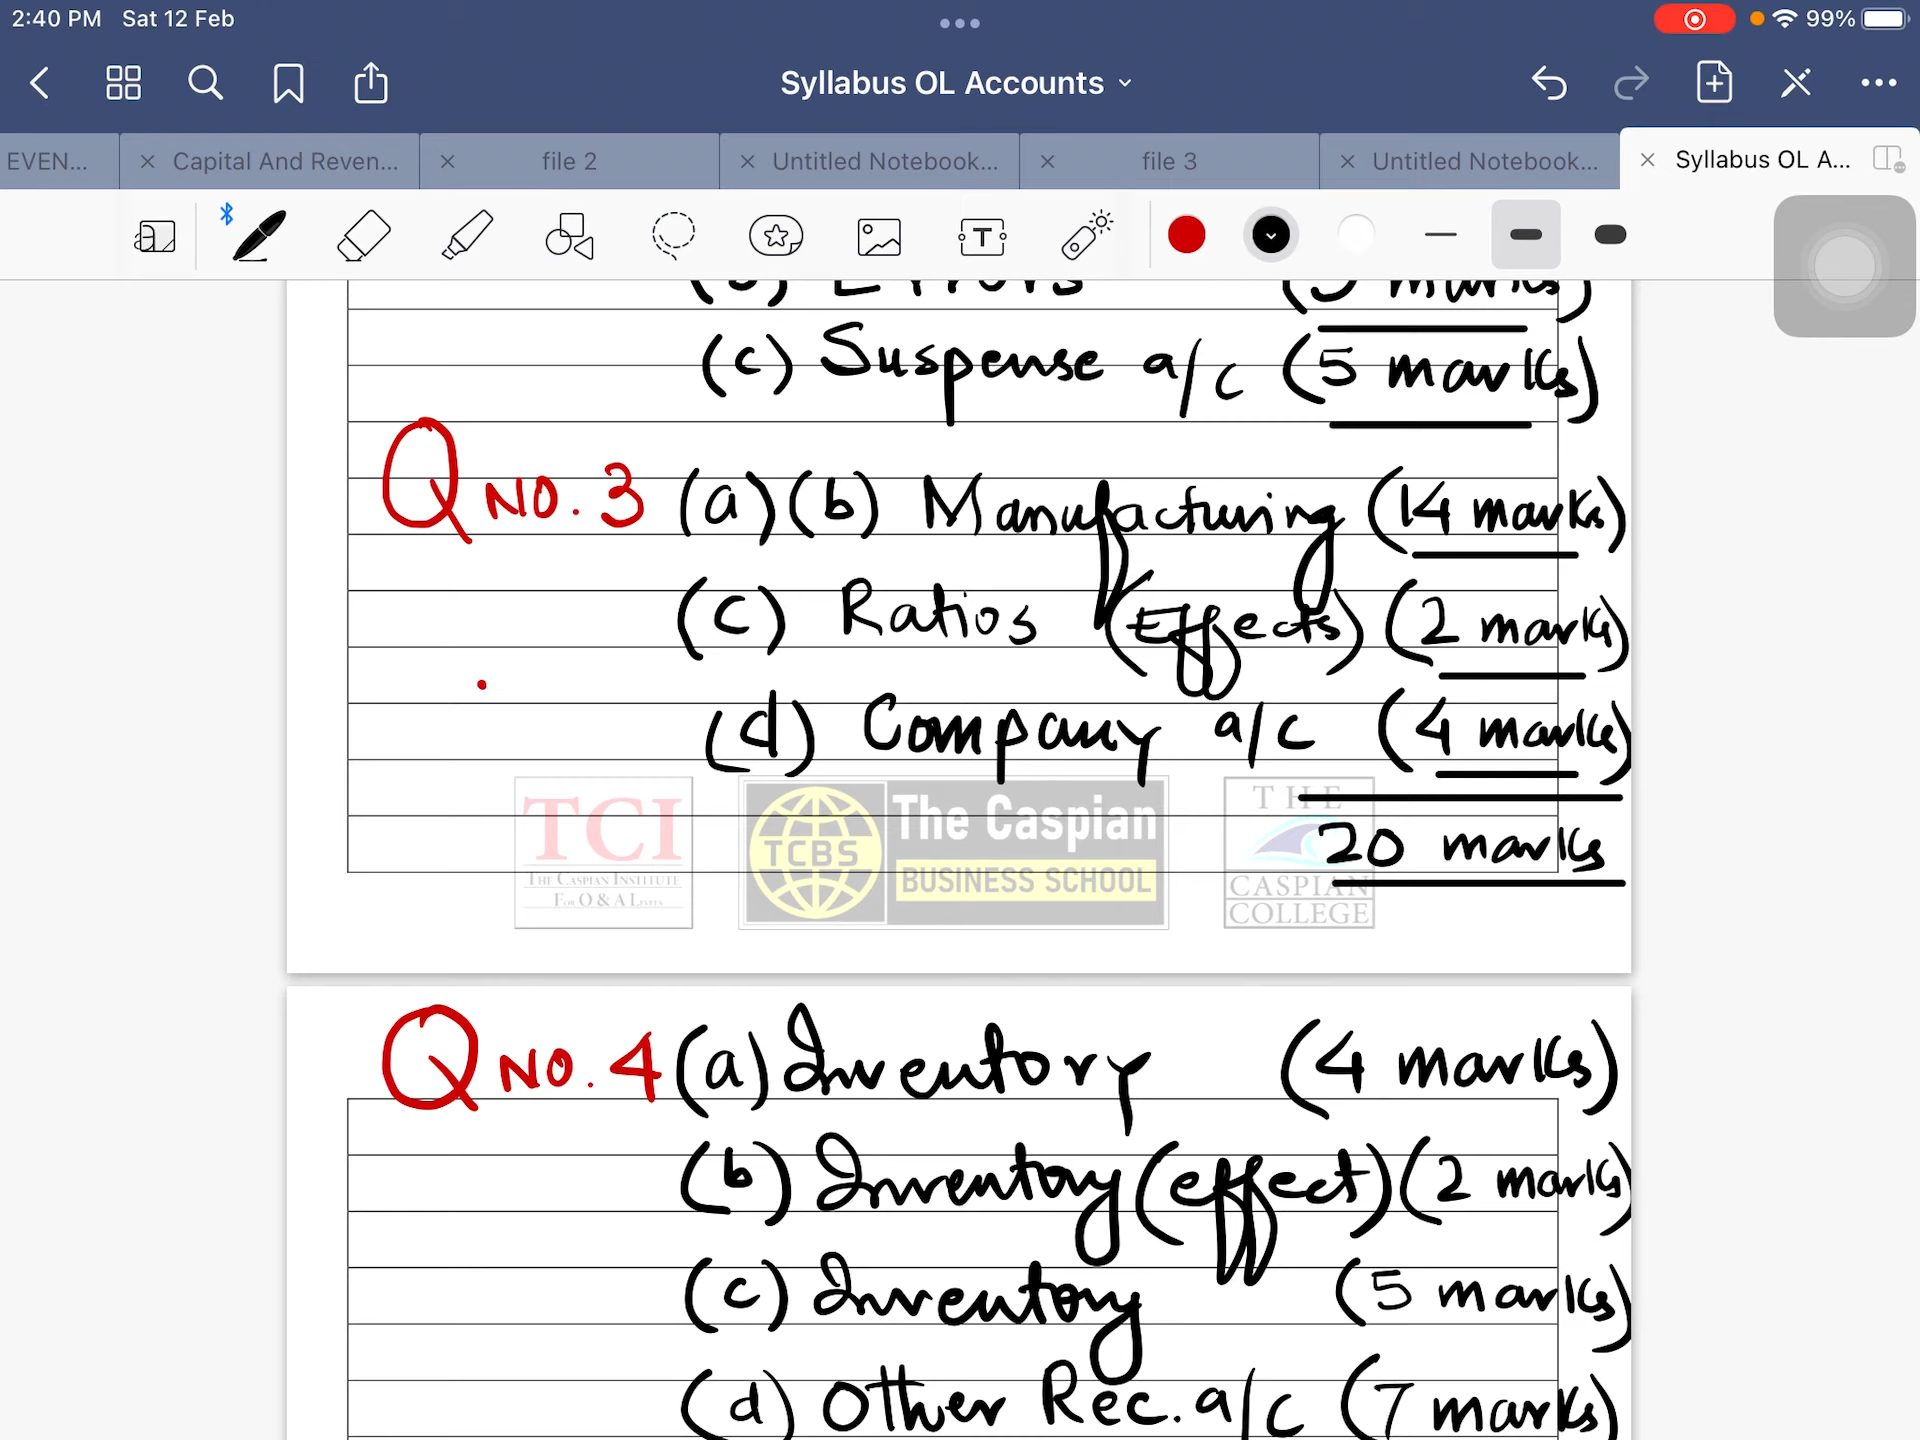 2:40 PM Sat 12 Feb
99%
Syllabus OL Accounts
EVEN... Capital And Reven... file 2 Untitled Notebook... file 3 Untitled Notebook... Syllabus OL A...
(c) Suspense a/c (5 marks)
Q NO. 3 (a)(b) Manufacturing (14 marks)
(c) Ratios (Effects) (2 marks)
(d) Company a/c (4 marks)
20 marks
TCI
THE CASPIAN INSTITUTE
FOR O & A LEVELS
TCBS
The Caspian
BUSINESS SCHOOL
THE
CASPIAN
COLLEGE
Q NO. 4 (a) Inventory (4 marks)
(b) Inventory (effect) (2 marks)
(c) Inventory (5 marks)
(d) Other Rec. a/c (7 marks)